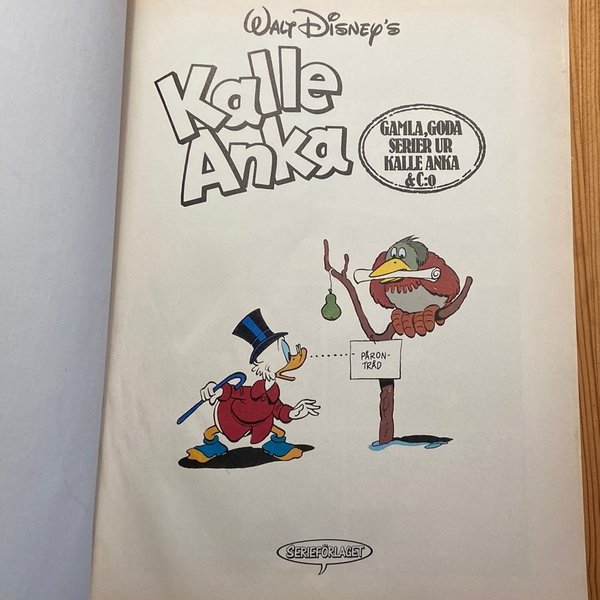 WALT DISNEY'S
Kalle
Anka
GAMLA, GODA
SERIER UR
KALLE ANKA
& C:o
PÄRON-
TRÄD
SERIEFÖRLAGET